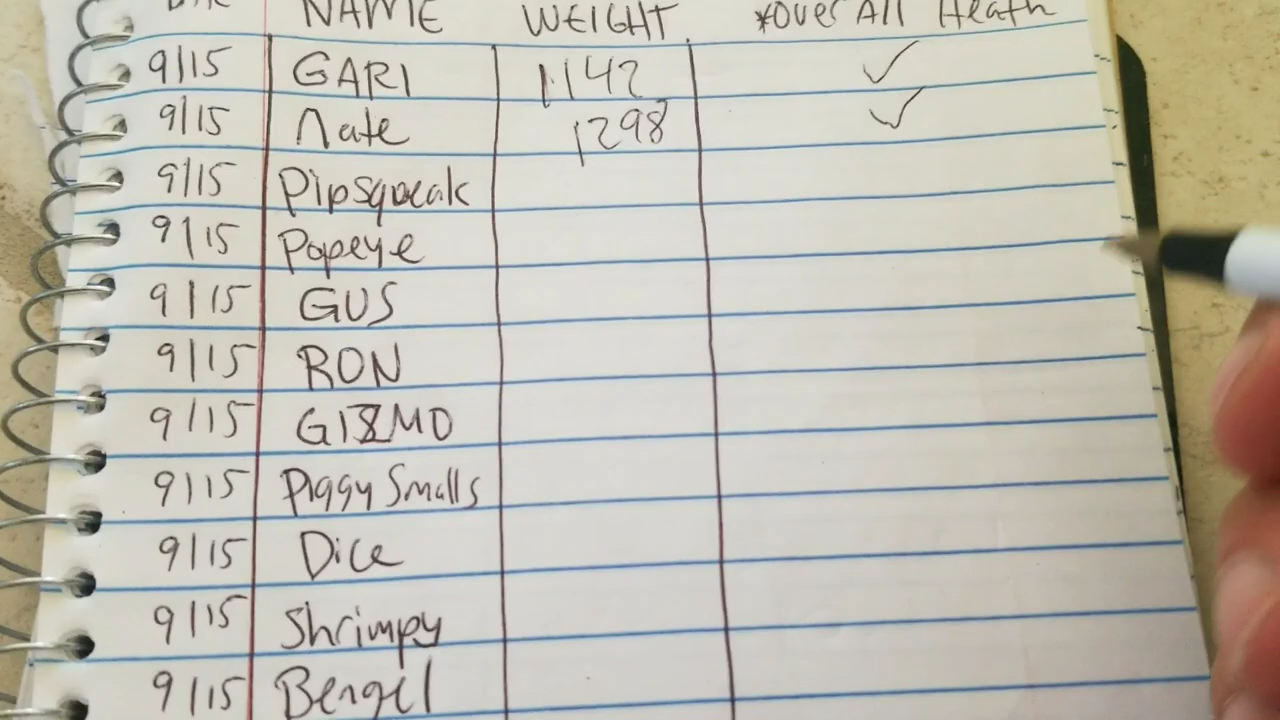 DATE NAME WEIGHT *Over All Heath
9/15 GARI 1142 ✓
9/15 Nate 1298 ✓
9/15 Pipsqueak
9/15 Popeye
9/15 GUS
9/15 RON
9/15 GIZMO
9/15 Piggy Smalls
9/15 Dice
9/15 Shrimpy
9/15 Bengel